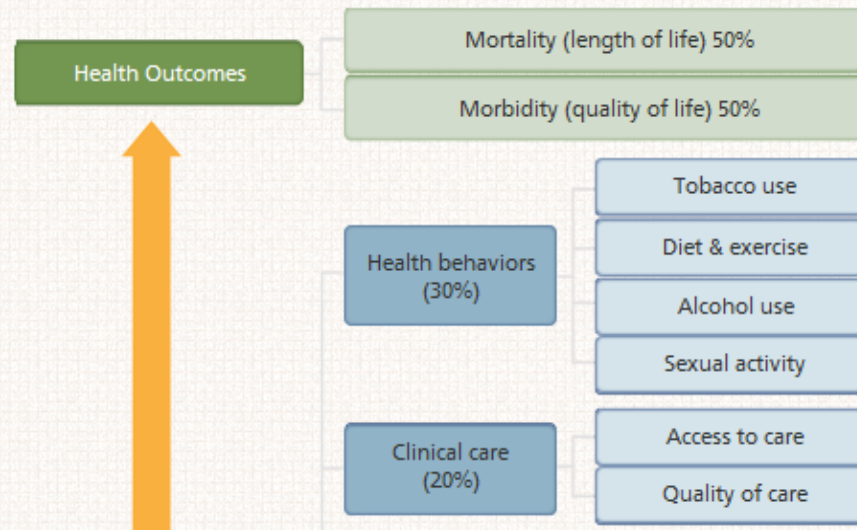 Health Outcomes
Mortality (length of life) 50%
Morbidity (quality of life) 50%
Health behaviors
(30%)
Tobacco use
Diet & exercise
Alcohol use
Sexual activity
Clinical care
(20%)
Access to care
Quality of care